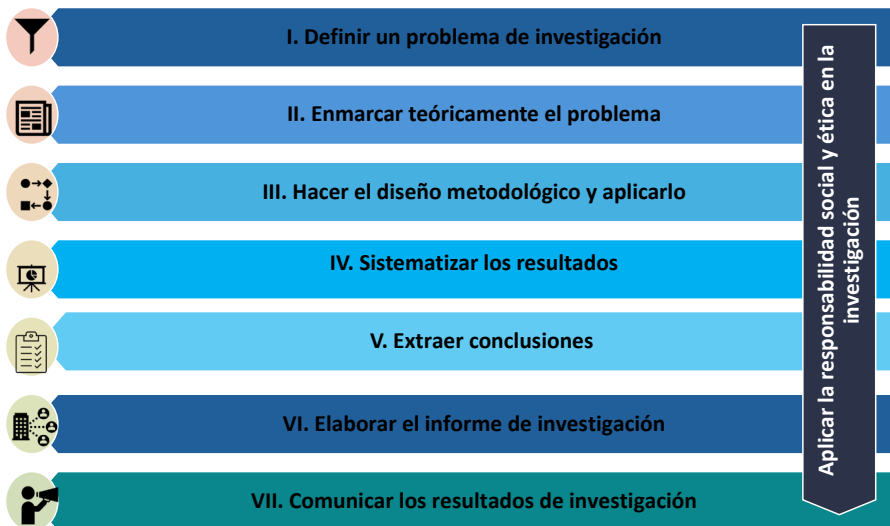 I. Definir un problema de investigación
II. Enmarcar teóricamente el problema
III. Hacer el diseño metodológico y aplicarlo
IV. Sistematizar los resultados
V. Extraer conclusiones
VI. Elaborar el informe de investigación
VII. Comunicar los resultados de investigación
Aplicar la responsabilidad social y ética en la
investigación